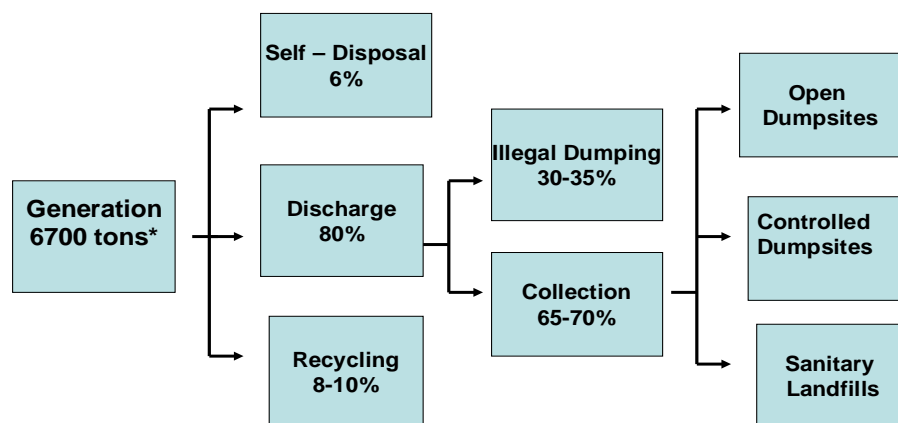 Generation
6700 tons*
Self – Disposal
6%
Discharge
80%
Recycling
8-10%
Illegal Dumping
30-35%
Collection
65-70%
Open
Dumpsites
Controlled
Dumpsites
Sanitary
Landfills